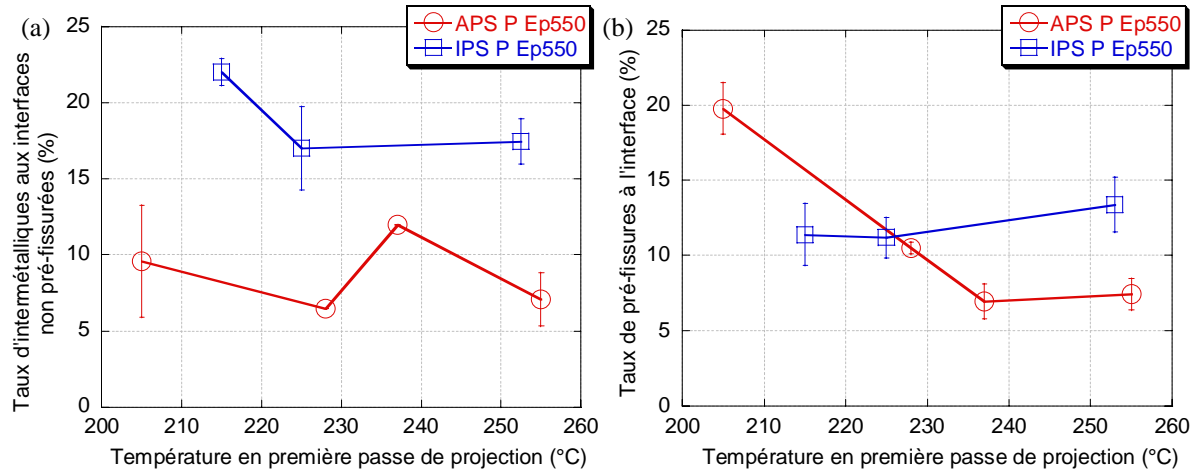 (a)
APS P Ep550
IPS P Ep550
Taux d'intermétalliques aux interfaces
non pré-fissurées (%)
25
20
15
10
5
0
200 210 220 230 240 250 260
Température en première passe de projection (°C)
(b)
APS P Ep550
IPS P Ep550
Taux de pré-fissures à l'interface (%)
25
20
15
10
5
0
200 210 220 230 240 250 260
Température en première passe de projection (°C)